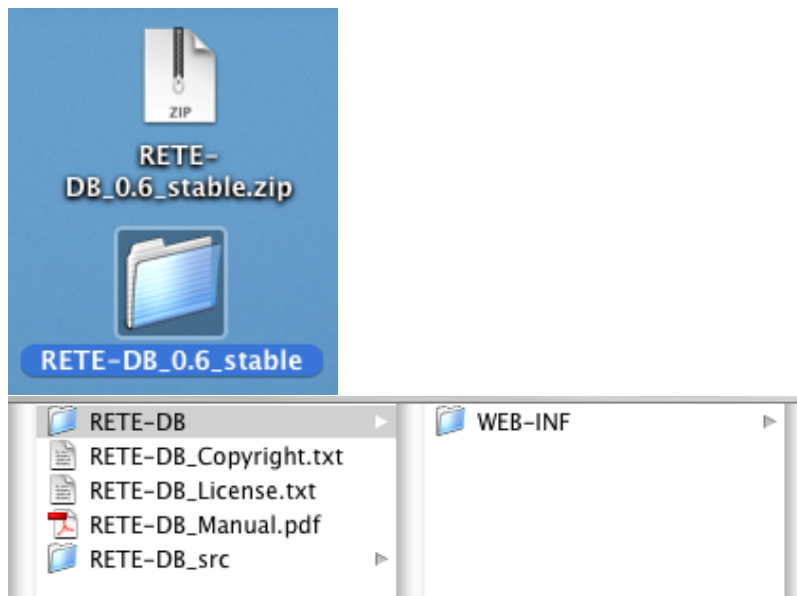 ZIP
RETE-
DB_0.6_stable.zip
RETE-DB_0.6_stable
RETE-DB
WEB-INF
RETE-DB_Copyright.txt
RETE-DB_License.txt
RETE-DB_Manual.pdf
RETE-DB_src